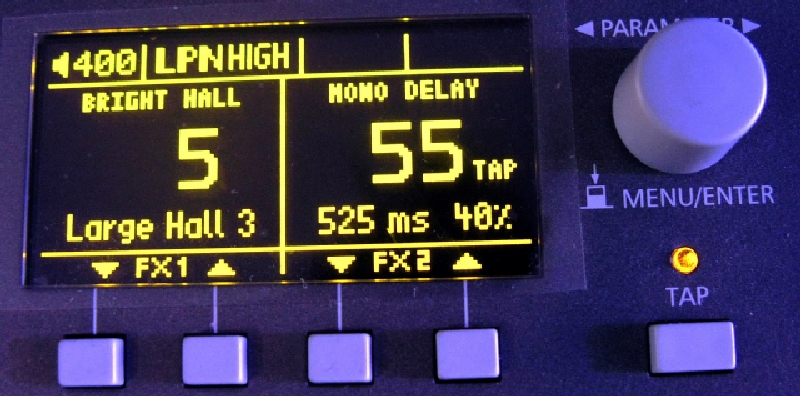 400 LPN HIGH
BRIGHT HALL
5
Large Hall 3
MONO DELAY
55 TAP
525 ms 40%
FX1
FX2
PARAMETER
MENU/ENTER
TAP